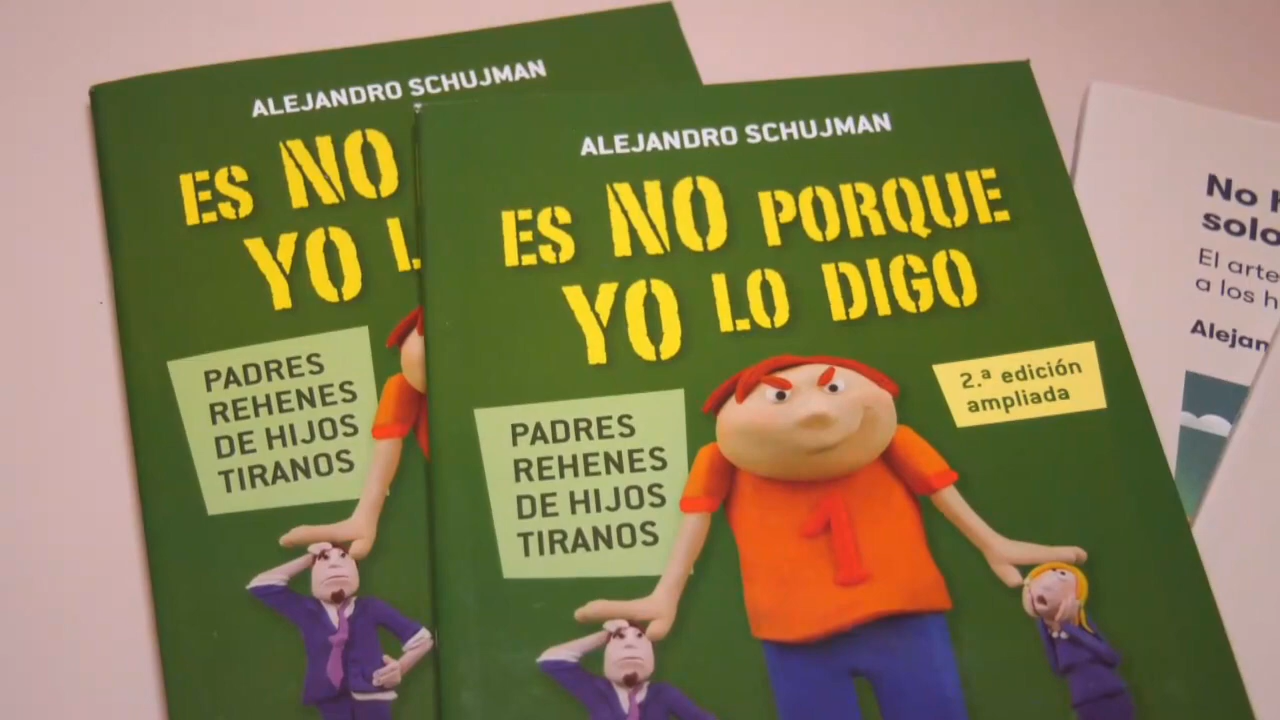 ALEJANDRO SCHUJMAN
ES NO
YO
PADRES
REHENES
DE HIJOS
TIRANOS
ALEJANDRO SCHUJMAN
ES NO PORQUE
YO LO DIGO
2.ª edición
ampliada
PADRES
REHENES
DE HIJOS
TIRANOS
1
No
solo
El arte
a los